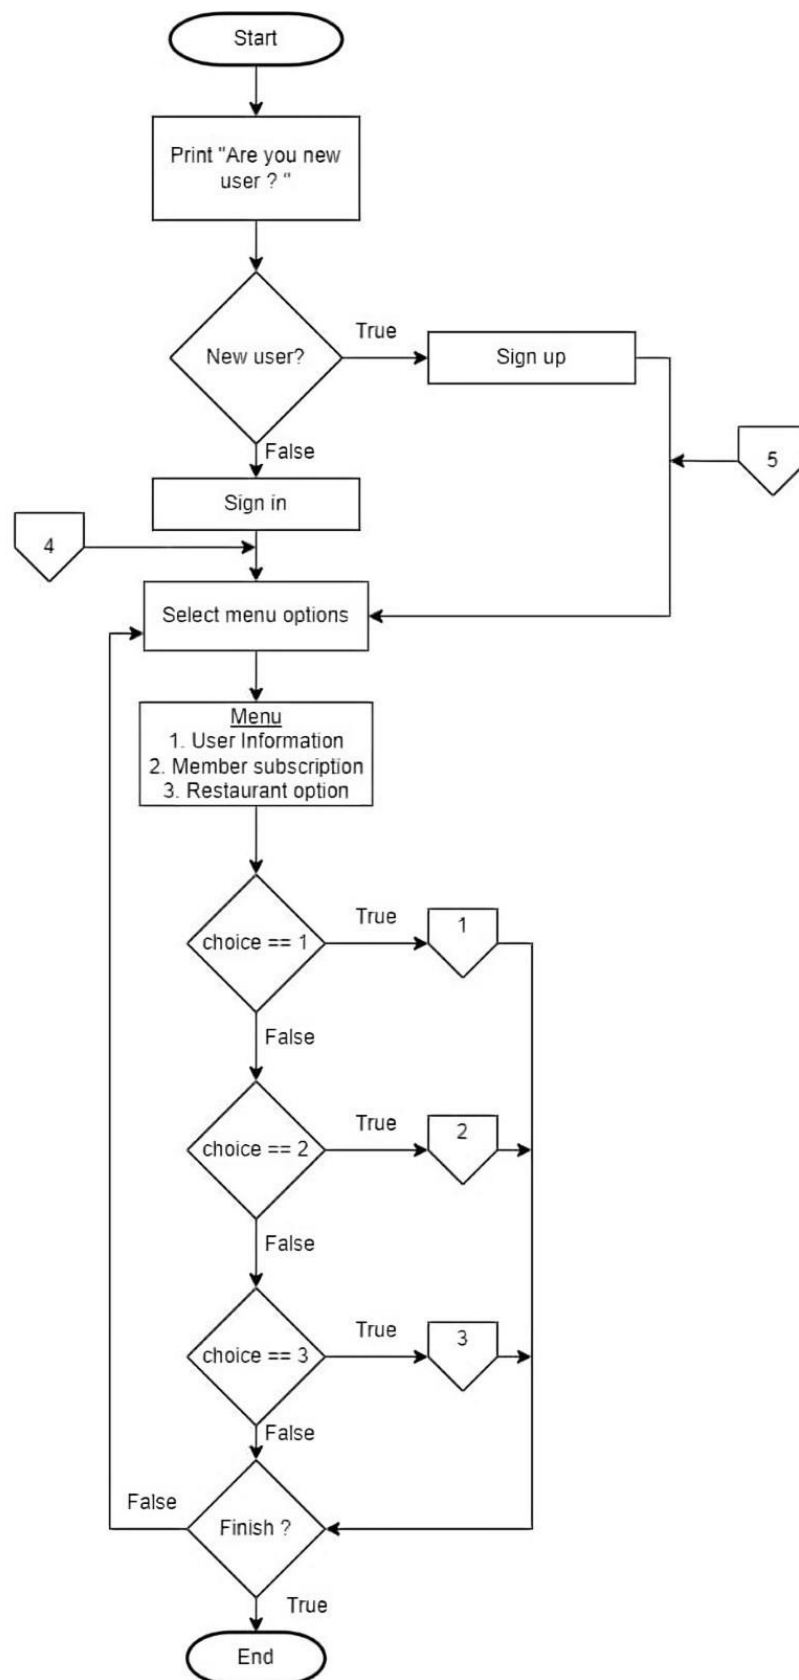 Start
Print "Are you new
user ? "
New user?
True
Sign up
False
5
Sign in
4
Select menu options
Menu
1. User Information
2. Member subscription
3. Restaurant option
choice == 1
True
1
False
choice == 2
True
2
False
choice == 3
True
3
False
False
Finish ?
True
End